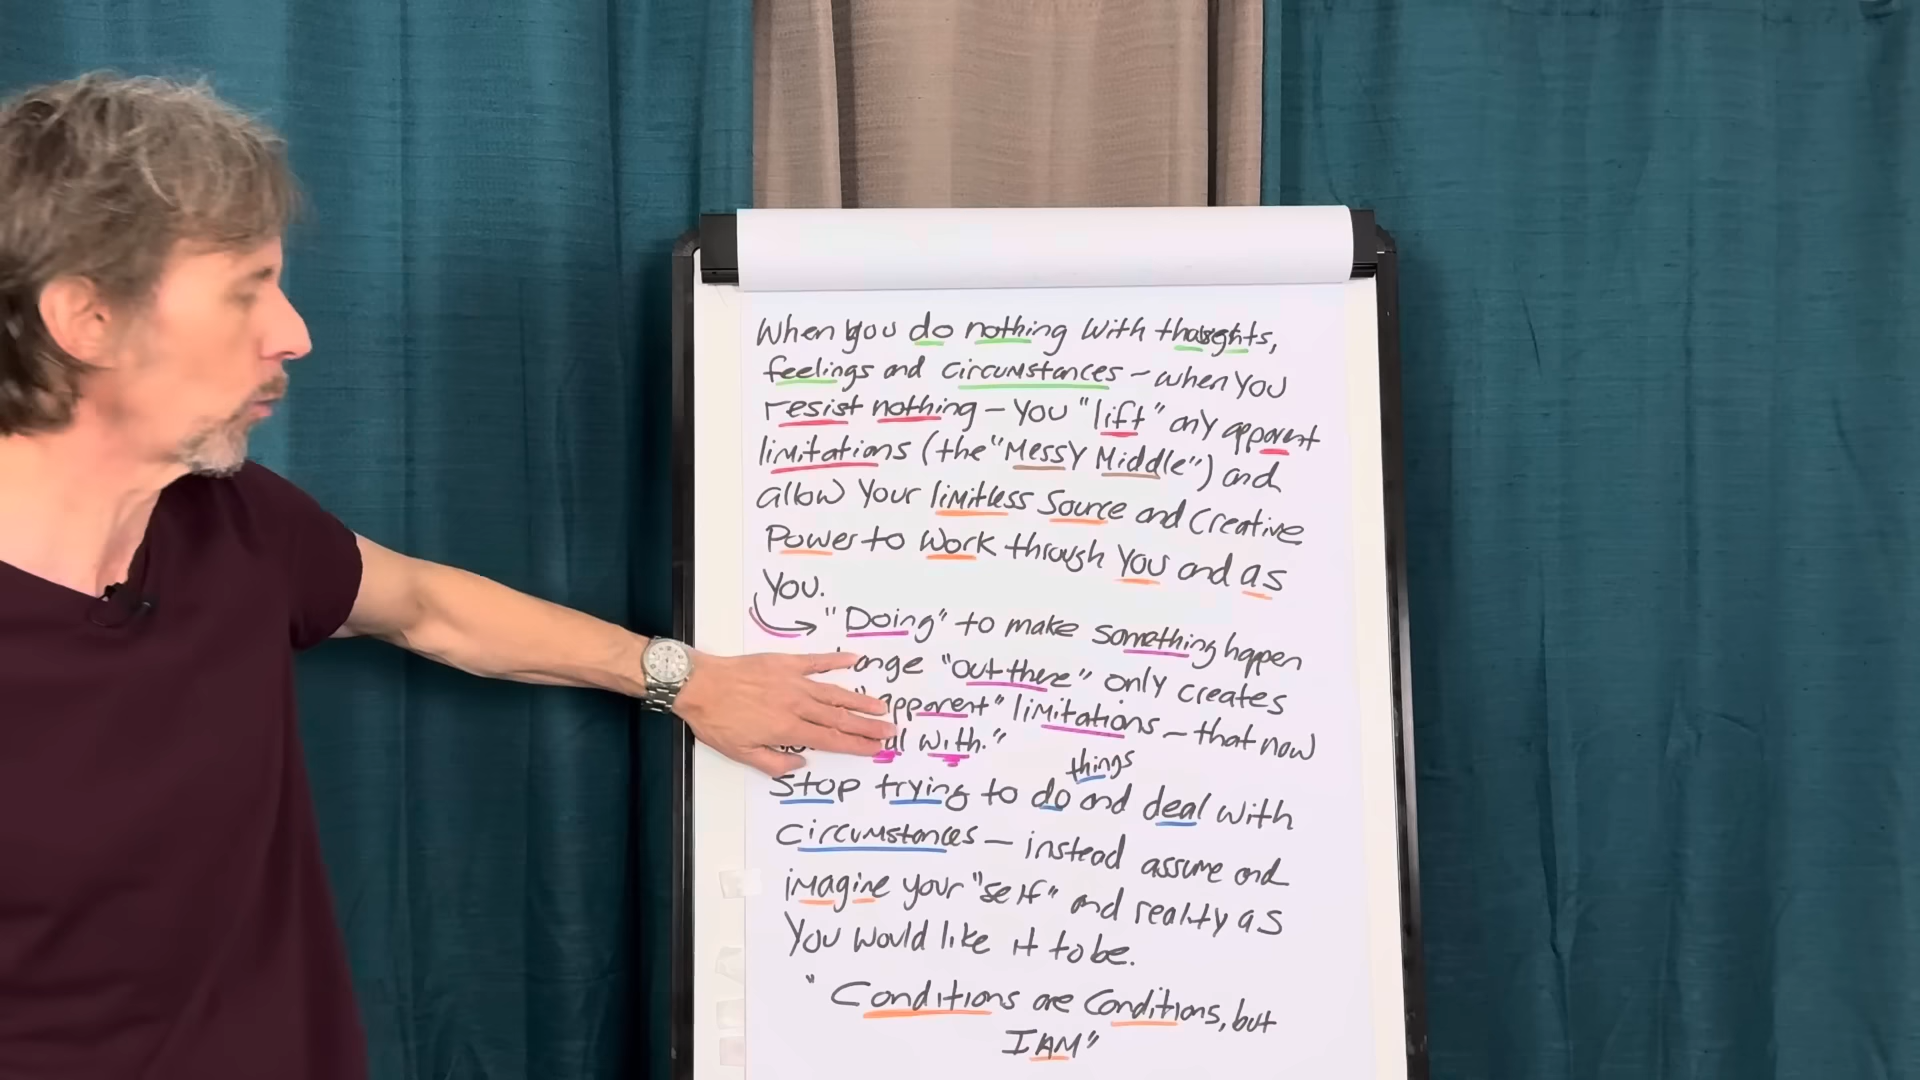 When you do nothing with thoughts,
feelings and circumstances – when you
resist nothing – you "lift" any apparent
limitations (the "Messy Middle") and
allow your limitless Source and Creative
Power to work through you and as
you.
"Doing" to make something happen
"out there" only creates
"apparent" limitations – that now
with."
things
Stop trying to do and deal with
circumstances – instead assume and
imagine your "self" and reality as
you would like it to be.
"Conditions are conditions, but
I AM"